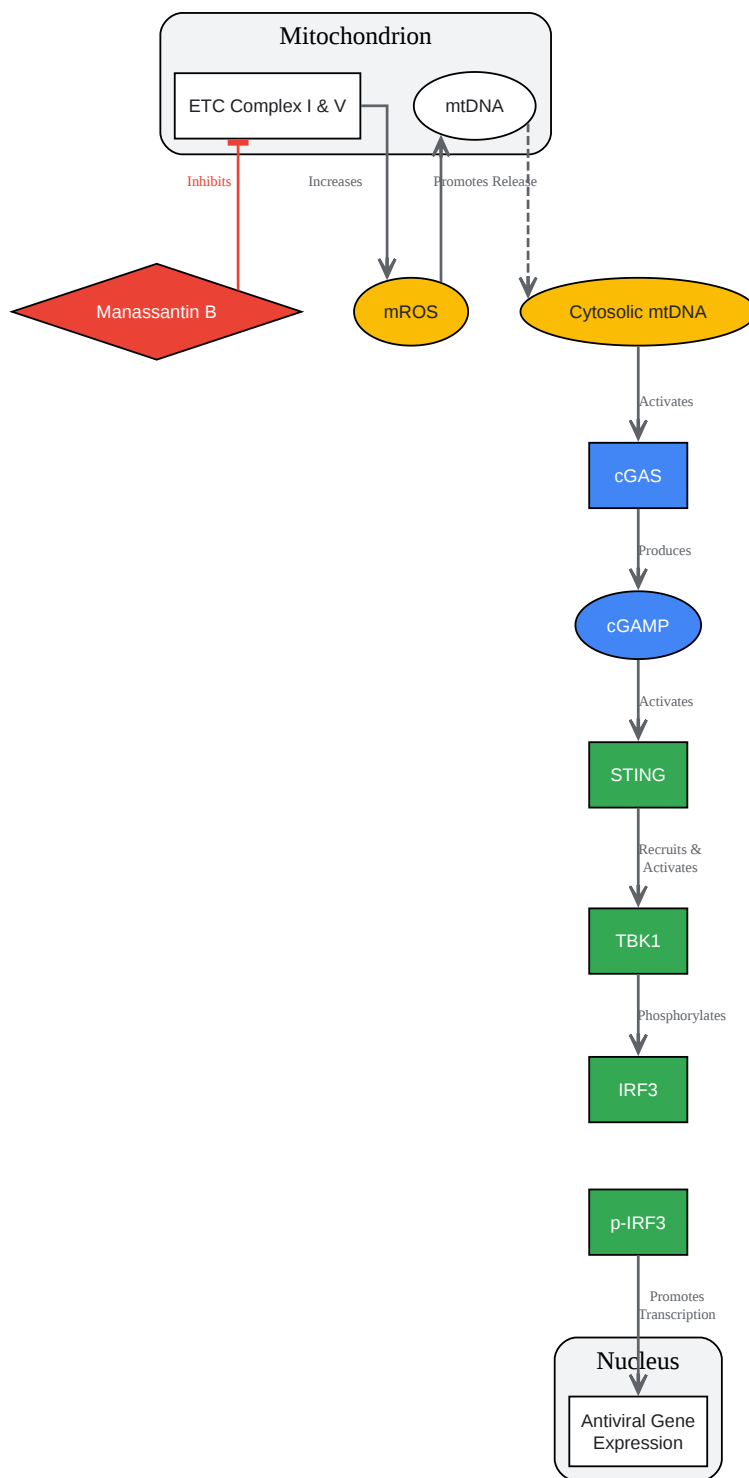 Mitochondrion
ETC Complex I & V
mtDNA
Inhibits
Increases
Promotes Release
Manassantin B
mROS
Cytosolic mtDNA
Activates
cGAS
Produces
cGAMP
Activates
STING
Recruits &
Activates
TBK1
Phosphorylates
IRF3
p-IRF3
Promotes
Transcription
Nucleus
Antiviral Gene
Expression